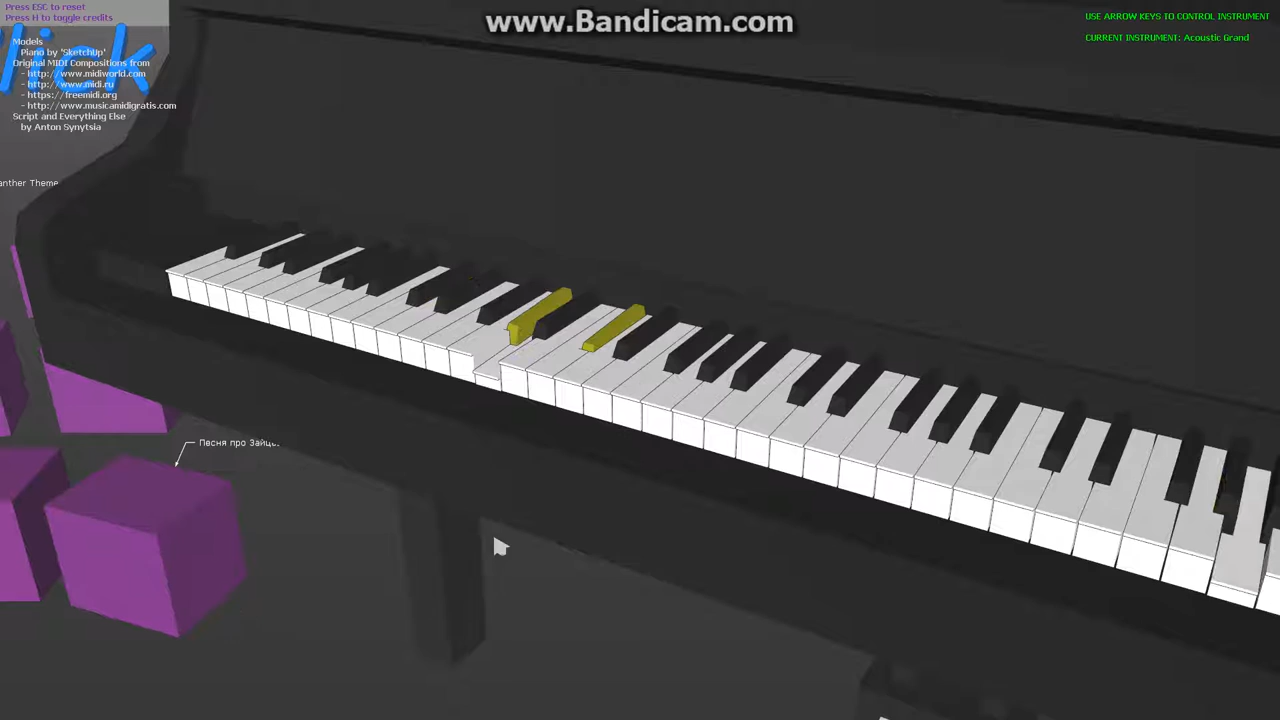 Press ESC to reset
Press H to toggle credits
www.Bandicam.com
USE ARROW KEYS TO CONTROL INSTRUMENT
CURRENT INSTRUMENT: Acoustic Grand
lick
Models
Piano by 'SketchUp'
Original MIDI Compositions from
- http://www.midiworld.com
- http://www.midi.ru
- https://freemidi.org
- http://www.musicamidigratis.com
Script and Everything Else
by Anton Synytsia
anther Theme
Песня про Зайце